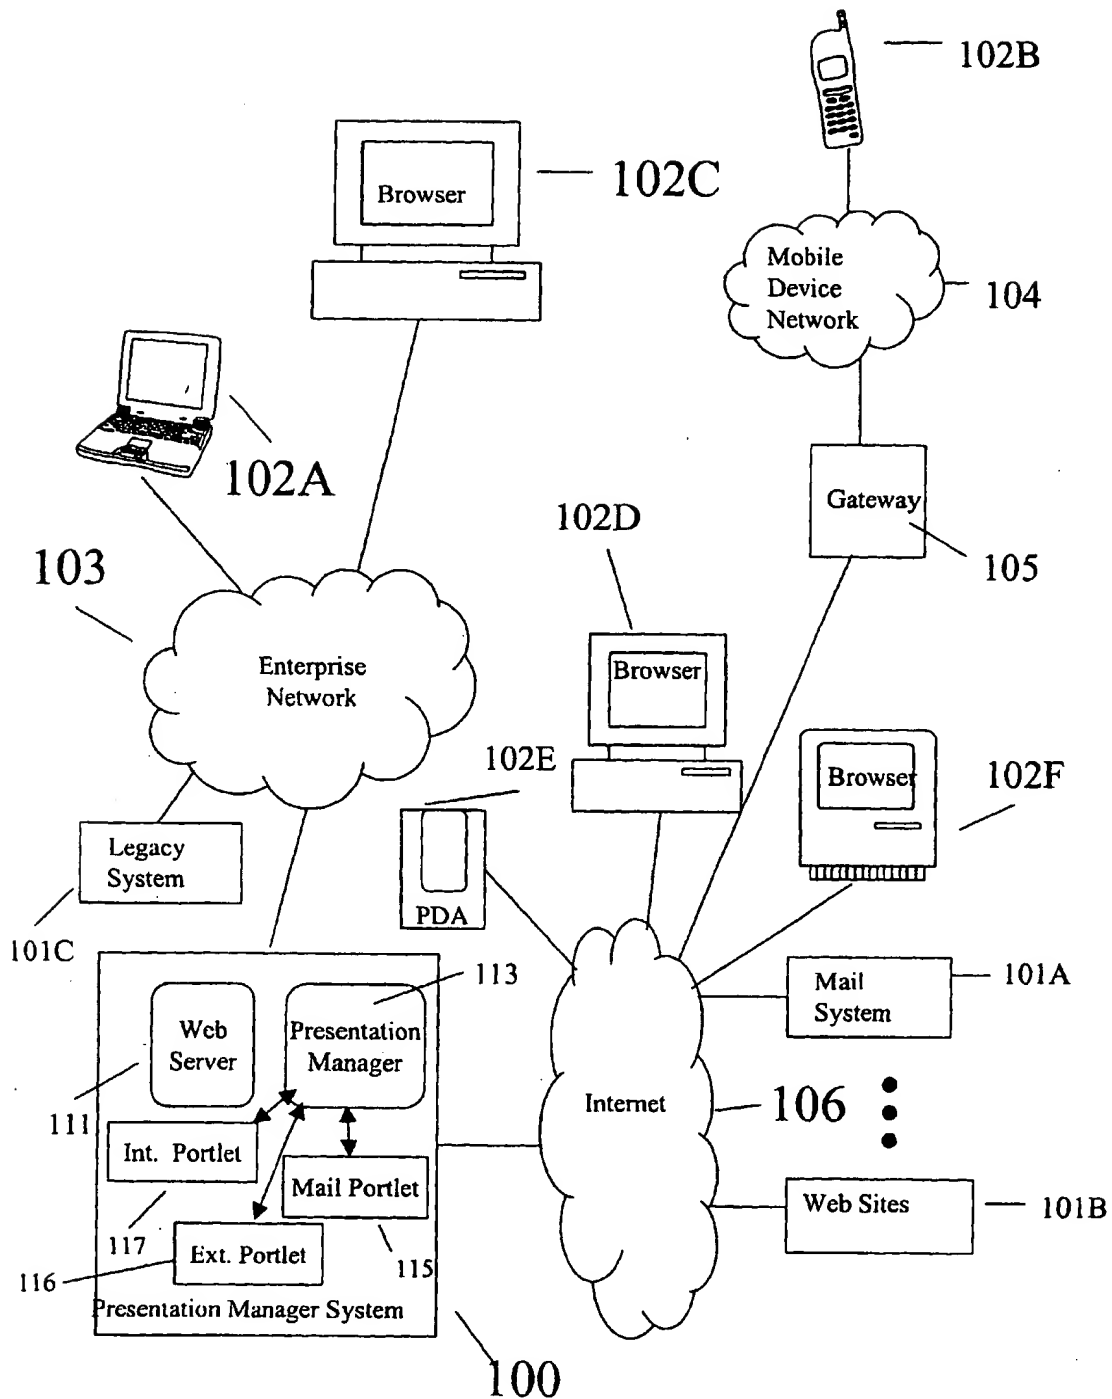 102B
102C
Browser
Mobile
Device
Network
104
102A
Gateway
102D
105
103
Enterprise
Network
Browser
102E
Browser
102F
Legacy
System
PDA
101C
113
Mail
System
101A
Web
Server
Presentation
Manager
111
Internet
106
Int. Portlet
Mail Portlet
Web Sites
101B
117
Ext. Portlet
115
116
Presentation Manager System
100